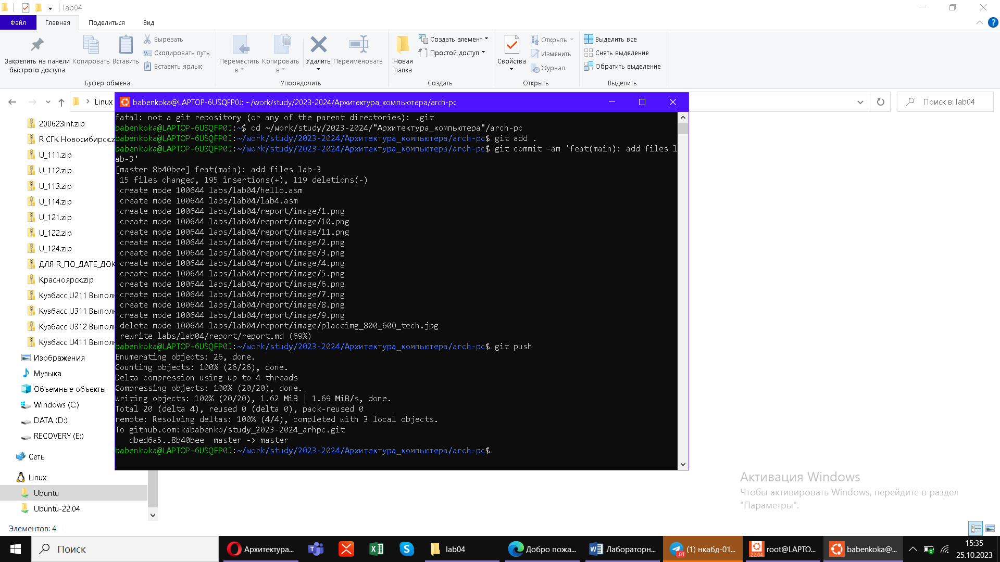 lab04
Файл
Главная
Поделиться
Вид
Закрепить на панели быстрого доступа
Копировать
Вставить
Вырезать
Скопировать путь
Вставить ярлык
Буфер обмена
Переместить в
Копировать в
Удалить
Переименовать
Упорядочить
Новая папка
Создать элемент
Простой доступ
Создать
Свойства
Открыть
Изменить
Журнал
Открыть
Выделить все
Снять выделение
Обратить выделение
Выделить
Linux
Поиск в: lab04
200623inf.zip
R СГК Новосибирск.z
U_111.zip
U_112.zip
U_113.zip
U_114.zip
U_121.zip
U_122.zip
U_124.zip
ДЛЯ R_ПО_ДАТЕ_ДОК
Красноярск.zip
Кузбасс U211 Выполн
Кузбасс U311 Выполн
Кузбасс U312 Выполн
Кузбасс U411 Выполн
Изображения
Музыка
Объемные объекты
Windows (C:)
DATA (D:)
RECOVERY (E:)
Сеть
Linux
Ubuntu
Ubuntu-22.04
Элементов: 4
babenkoka@LAPTOP-6USQFP0J: ~/work/study/2023-2024/Архитектура_компьютера/arch-pc
fatal: not a git repository (or any of the parent directories): .git
babenkoka@LAPTOP-6USQFP0J:~$ cd ~/work/study/2023-2024/"Архитектура_компьютера"/arch-pc
babenkoka@LAPTOP-6USQFP0J:~/work/study/2023-2024/Архитектура_компьютера/arch-pc$ git add .
babenkoka@LAPTOP-6USQFP0J:~/work/study/2023-2024/Архитектура_компьютера/arch-pc$ git commit -am 'feat(main): add files l
ab-3'
[master 8b40bee] feat(main): add files lab-3
15 files changed, 195 insertions(+), 119 deletions(-)
create mode 100644 labs/lab04/hello.asm
create mode 100644 labs/lab04/lab4.asm
create mode 100644 labs/lab04/report/image/1.png
create mode 100644 labs/lab04/report/image/10.png
create mode 100644 labs/lab04/report/image/11.png
create mode 100644 labs/lab04/report/image/2.png
create mode 100644 labs/lab04/report/image/3.png
create mode 100644 labs/lab04/report/image/4.png
create mode 100644 labs/lab04/report/image/5.png
create mode 100644 labs/lab04/report/image/6.png
create mode 100644 labs/lab04/report/image/7.png
create mode 100644 labs/lab04/report/image/8.png
create mode 100644 labs/lab04/report/image/9.png
delete mode 100644 labs/lab04/report/image/placeimg_800_600_tech.jpg
rewrite labs/lab04/report/report.md (69%)
babenkoka@LAPTOP-6USQFP0J:~/work/study/2023-2024/Архитектура_компьютера/arch-pc$ git push
Enumerating objects: 26, done.
Counting objects: 100% (26/26), done.
Delta compression using up to 4 threads
Compressing objects: 100% (20/20), done.
Writing objects: 100% (20/20), 1.62 MiB | 1.69 MiB/s, done.
Total 20 (delta 4), reused 0 (delta 0), pack-reused 0
remote: Resolving deltas: 100% (4/4), completed with 3 local objects.
To github.com:kababenko/study_2023-2024_arhpc.git
dbed6a5..8b40bee  master -> master
babenkoka@LAPTOP-6USQFP0J:~/work/study/2023-2024/Архитектура_компьютера/arch-pc$
Активация Windows
Чтобы активировать Windows, перейдите в раздел
"Параметры".
Поиск
Архитектура...
lab04
Добро пожа...
Лабораторн...
(1) нкабд-01...
root@LAPTO...
babenkoka@...
15:35
25.10.2023